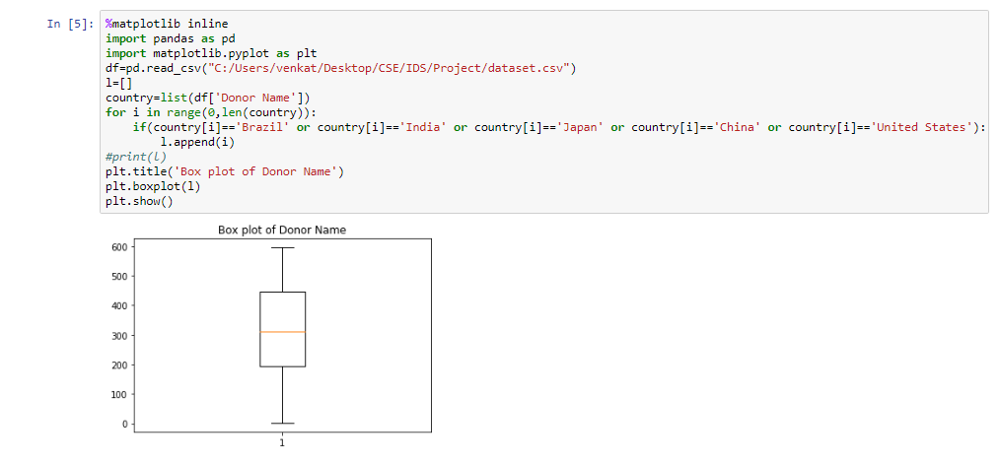 In [5]: %matplotlib inline
import pandas as pd
import matplotlib.pyplot as plt
df=pd.read_csv("C:/Users/venkat/Desktop/CSE/IDS/Project/dataset.csv")
l=[]
country=list(df['Donor Name'])
for i in range(0,len(country)):
    if(country[i]=='Brazil' or country[i]=='India' or country[i]=='Japan' or country[i]=='China' or country[i]=='United States'):
        l.append(i)
#print(l)
plt.title('Box plot of Donor Name')
plt.boxplot(l)
plt.show()
Box plot of Donor Name
600
500
400
300
200
100
0
1